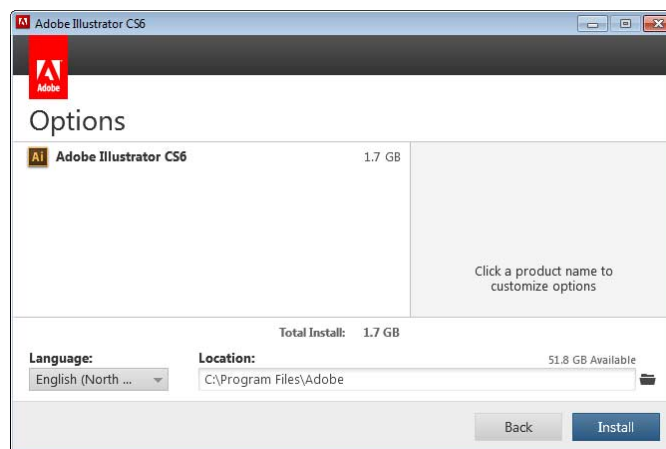 Adobe Illustrator CS6
Adobe
Options
Ai Adobe Illustrator CS6 1.7 GB
Click a product name to
customize options
Total Install: 1.7 GB
Language: Location: 51.8 GB Available
English (North ... C:\Program Files\Adobe
Back Install